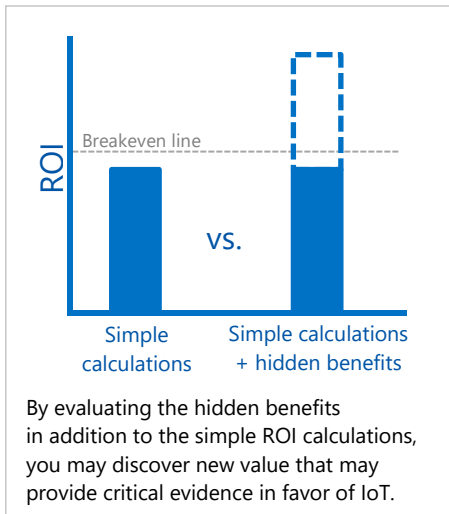 ROI
Breakeven line
vs.
Simple
calculations
Simple calculations
+ hidden benefits
By evaluating the hidden benefits
in addition to the simple ROI calculations,
you may discover new value that may
provide critical evidence in favor of IoT.